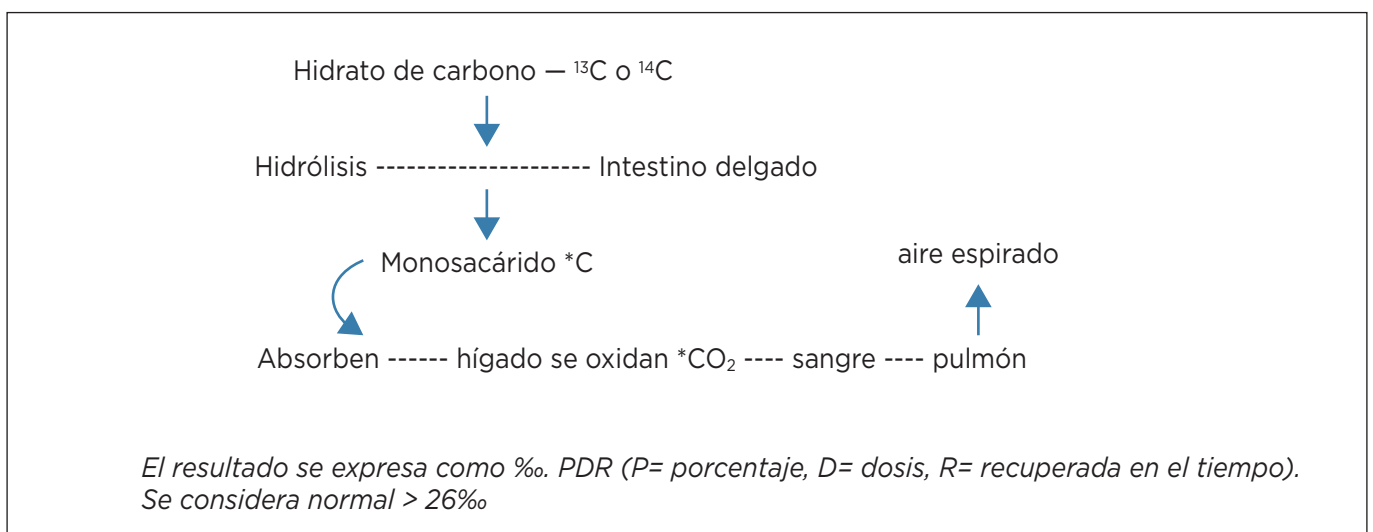 Hidrato de carbono — ¹³C o ¹⁴C
Hidrólisis --------------------- Intestino delgado
Monosacárido *C
aire espirado
Absorben ------ hígado se oxidan *CO₂ ---- sangre ---- pulmón
El resultado se expresa como ‰. PDR (P= porcentaje, D= dosis, R= recuperada en el tiempo).
Se considera normal > 26‰